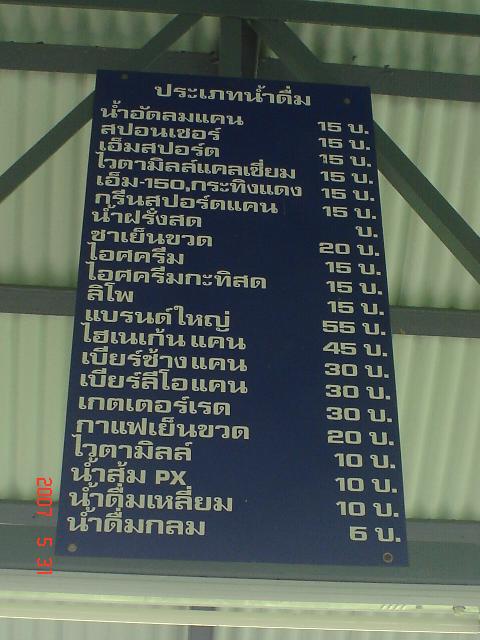 ประเภทน้ำดื่ม
น้ำอัดลมแคน 15 บ.
สปอนเซอร์ 15 บ.
เอ็มสปอร์ต 15 บ.
ไวตามิลส์แคลเซี่ยม 15 บ.
เอ็ม-150,กระทิงแดง 15 บ.
กรีนสปอร์ตแคน 15 บ.
น้ำฝรั่งสด บ.
ชาเย็นขวด 20 บ.
ไอศครีม 15 บ.
ไอศครีมกะทิสด 15 บ.
ลิโพ 15 บ.
แบรนด์ใหญ่ 55 บ.
ไฮเนเก้น แคน 45 บ.
เบียร์ช้างแคน 30 บ.
เบียร์ลีโอแคน 30 บ.
เกตเตอร์เรด 30 บ.
กาแฟเย็นขวด 20 บ.
ไวตามิลส์ 10 บ.
น้ำส้ม PX 10 บ.
น้ำดื่มเหลี่ยม 10 บ.
น้ำดื่มกลม 6 บ.
2007 5 31